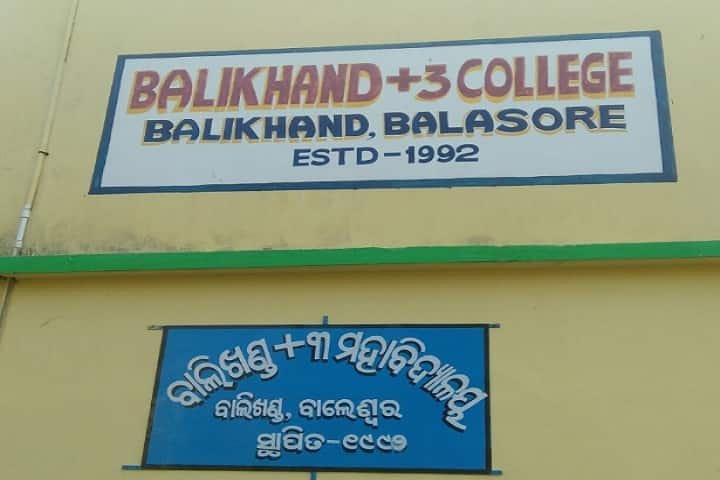 BALIKHAND +3 COLLEGE
BALIKHAND, BALASORE
ESTD-1992
ବାଲିଖଣ୍ଡ +୩ ମହାବିଦ୍ୟାଳୟ
ବାଲିଖଣ୍ଡ, ବାଲେଶ୍ୱର
ସ୍ଥାପିତ-୧୯୯୨